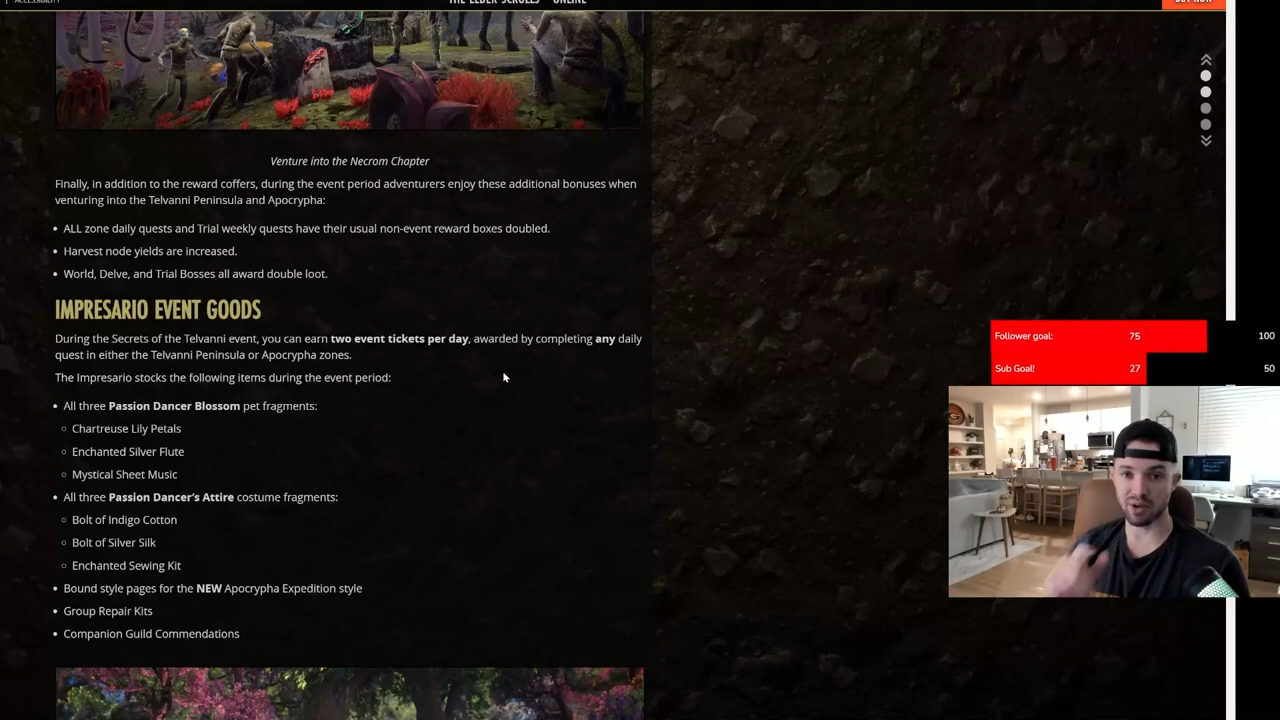 Venture into the Necrom Chapter
Finally, in addition to the reward coffers, during the event period adventurers enjoy these additional bonuses when
venturing into the Telvanni Peninsula and Apocrypha:
• ALL zone daily quests and Trial weekly quests have their usual non-event reward boxes doubled.
• Harvest node yields are increased.
• World, Delve, and Trial Bosses all award double loot.
IMPRESARIO EVENT GOODS
During the Secrets of the Telvanni event, you can earn two event tickets per day, awarded by completing any daily
quest in either the Telvanni Peninsula or Apocrypha zones.
The Impresario stocks the following items during the event period:
• All three Passion Dancer Blossom pet fragments:
○ Chartreuse Lily Petals
○ Enchanted Silver Flute
○ Mystical Sheet Music
• All three Passion Dancer's Attire costume fragments:
○ Bolt of Indigo Cotton
○ Bolt of Silver Silk
○ Enchanted Sewing Kit
• Bound style pages for the NEW Apocrypha Expedition style
• Group Repair Kits
• Companion Guild Commendations
Follower goal: 75 100
Sub Goal! 27 50